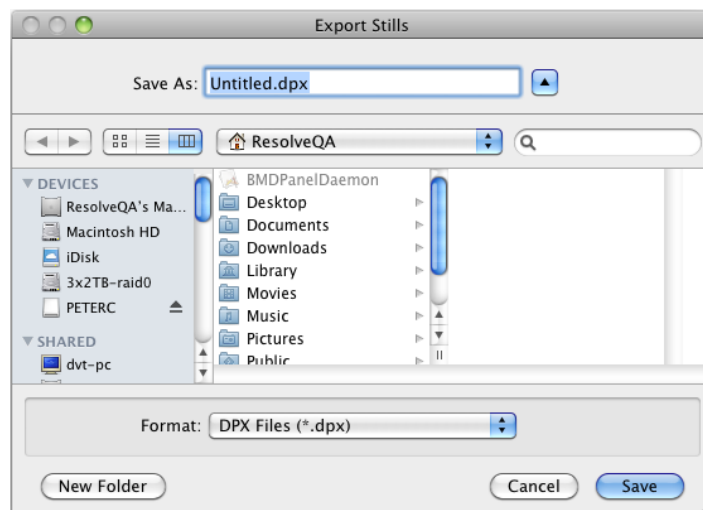 Export Stills
Save As: Untitled.dpx
ResolveQA
DEVICES
ResolveQA's Ma...
Macintosh HD
iDisk
3x2TB-raid0
PETERC
SHARED
dvt-pc
BMDPanelDaemon
Desktop
Documents
Downloads
Library
Movies
Music
Pictures
Public
Format: DPX Files (*.dpx)
New Folder
Cancel
Save